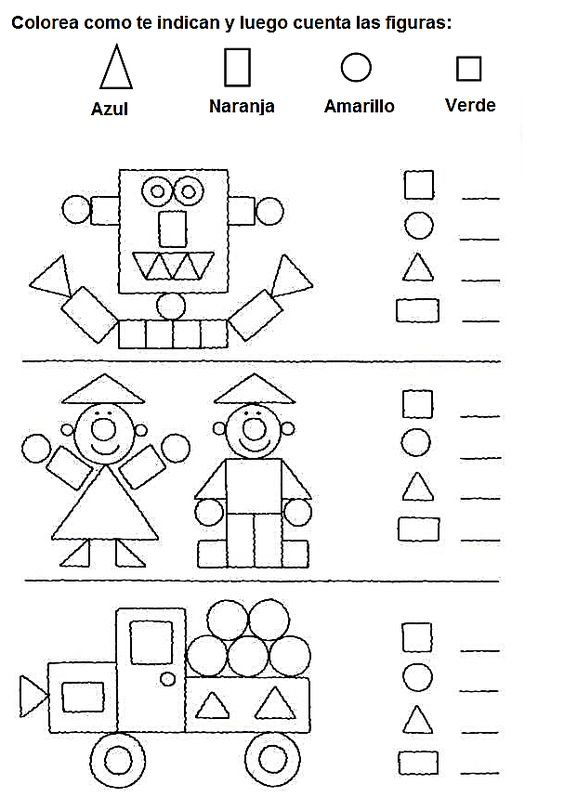 Colorea como te indican y luego cuenta las figuras:
Azul Naranja Amarillo Verde